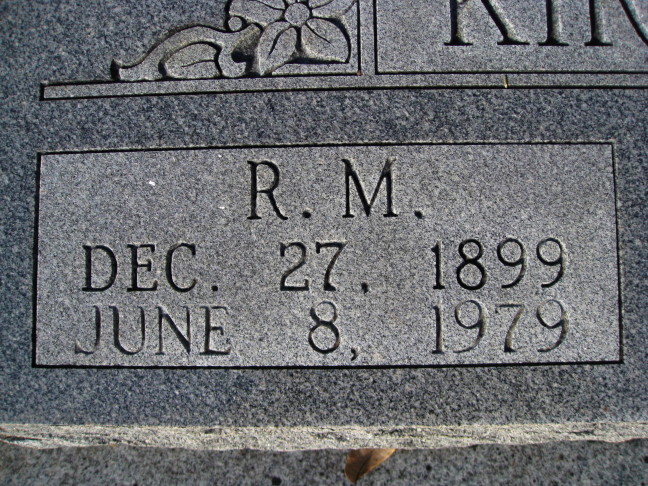 R. M.
DEC. 27, 1899
JUNE 8, 1979